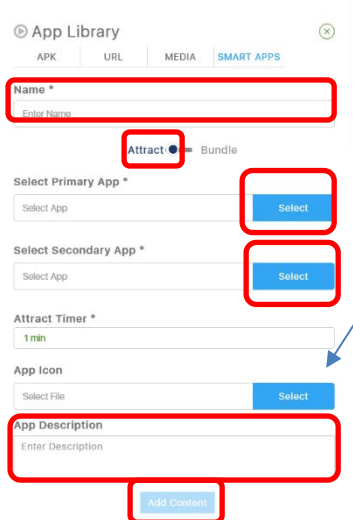 App Library
APK URL MEDIA SMART APPS
Name *
Enter Name
Attract Bundle
Select Primary App *
Select App Select
Select Secondary App *
Select App Select
Attract Timer *
1 min
App Icon
Select File Select
App Description
Enter Description
Add Content